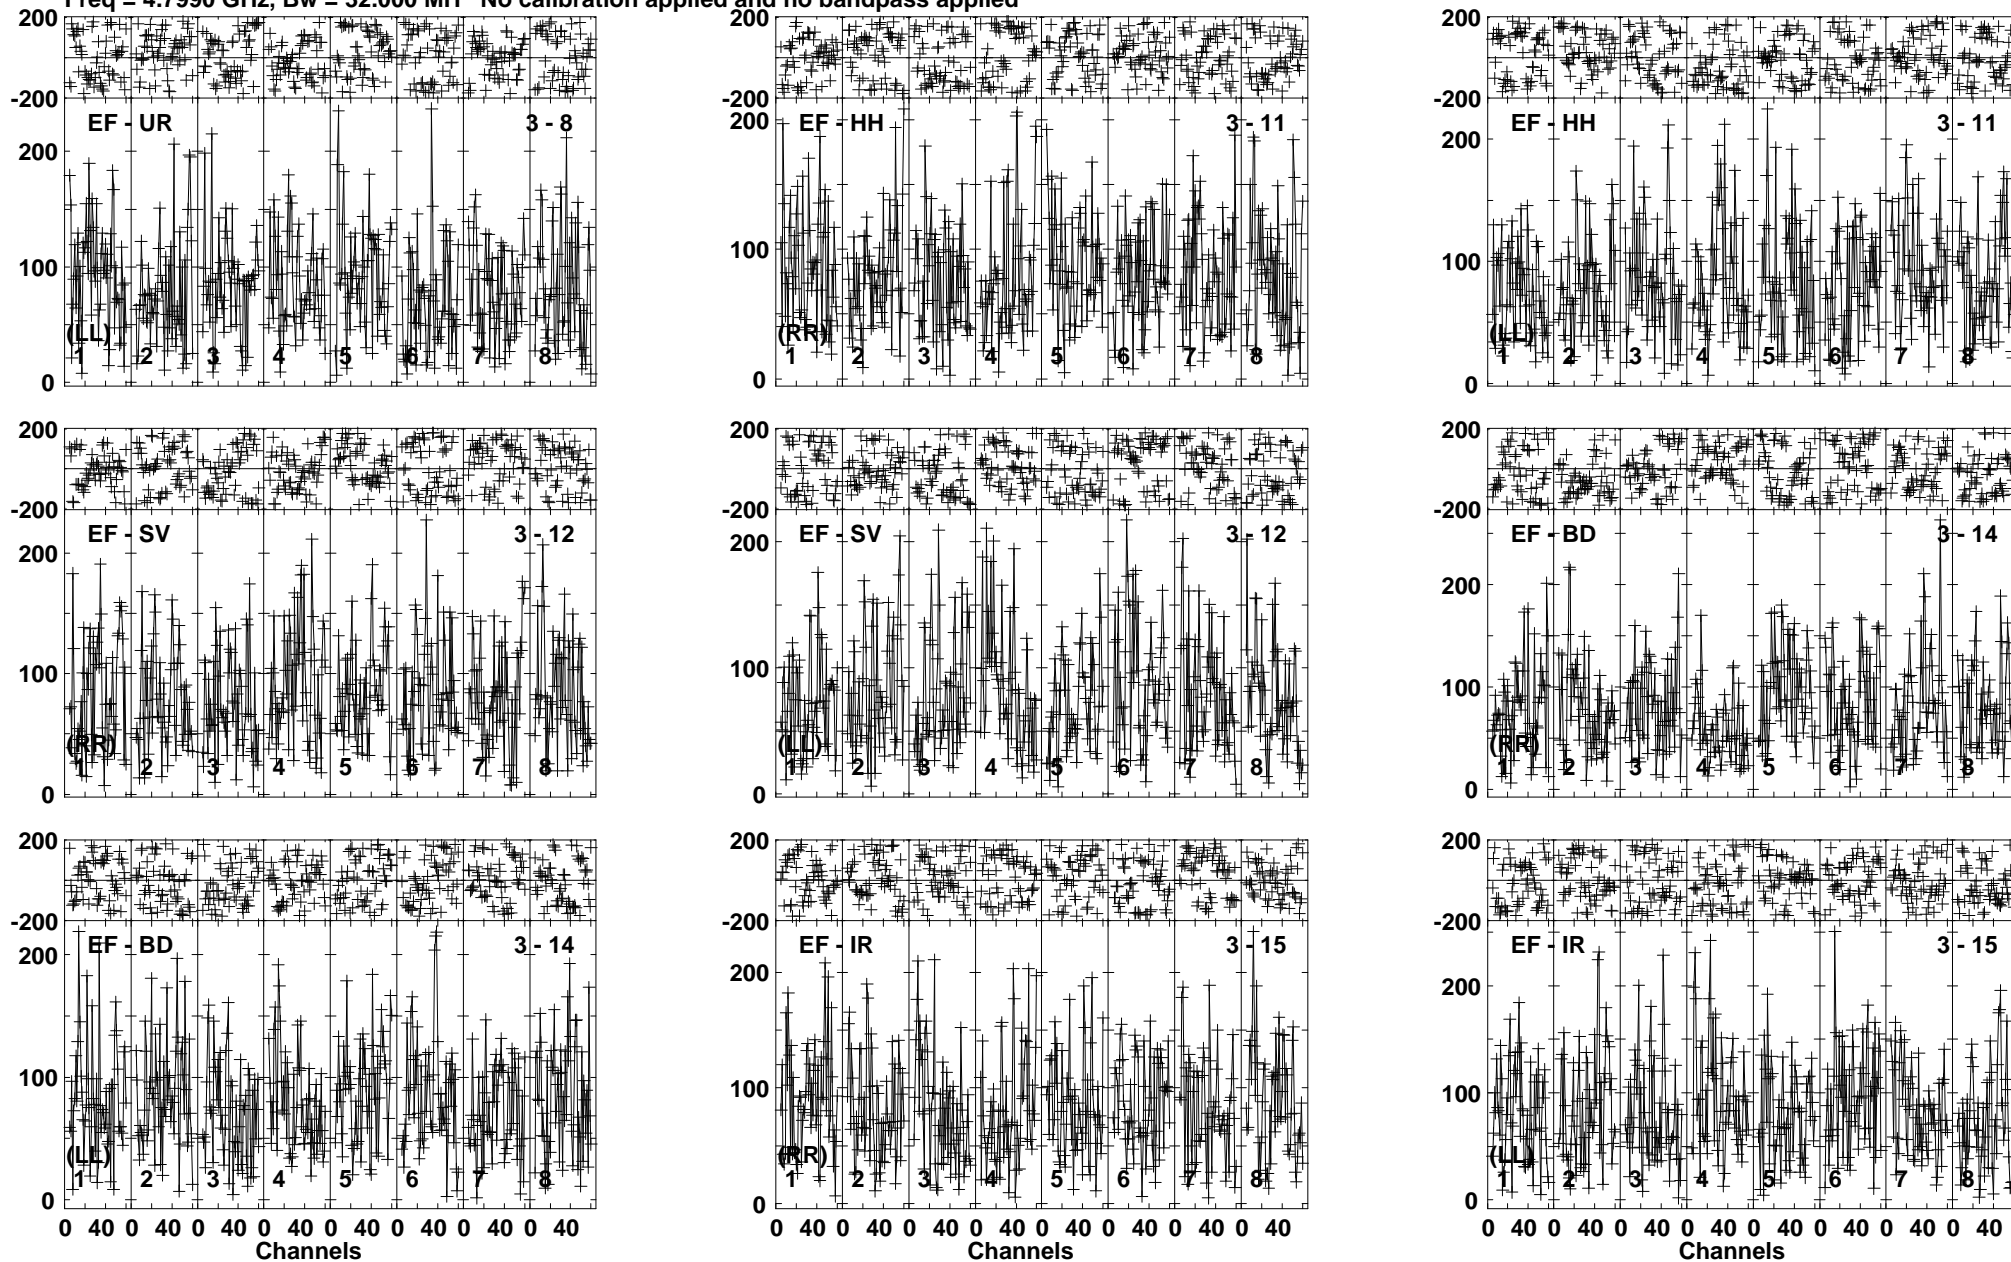 Freq = 4.7990 GHz, Bw = 32.000 MH No calibration applied and no bandpass applied
200 200 200
-200 -200 -200
EF - UR 3 - 8 EF - HH 3 - 11 EF - HH 3 - 11
200 200 200
100 100 100
(LL) (RR) (LL)
1 2 3 4 5 6 7 8 1 2 3 4 5 6 7 8 1 2 3 4 5 6 7 8
0 0 0
200 200 200
-200 -200 -200
EF - SV 3 - 12 EF - SV 3 - 12 EF - BD 3 - 14
200 200 200
100 100 100
(RR) (LL) (RR)
1 2 3 4 5 6 7 8 1 2 3 4 5 6 7 8 1 2 3 4 5 6 7 8
0 0 0
200 200 200
-200 -200 -200
EF - BD 3 - 14 EF - IR 3 - 15 EF - IR 3 - 15
200 200 200
100 100 100
(LL) (RR) (LL)
1 2 3 4 5 6 7 8 1 2 3 4 5 6 7 8 1 2 3 4 5 6 7 8
0 0 0
0 40 0 40 0 40 0 40 0 40 0 40 0 40 0 40 0 40 0 40 0 40 0 40 0 40 0 40 0 40 0 40 0 40 0 40 0 40 0 40 0 40 0 40 0 40 0 40
Channels Channels Channels